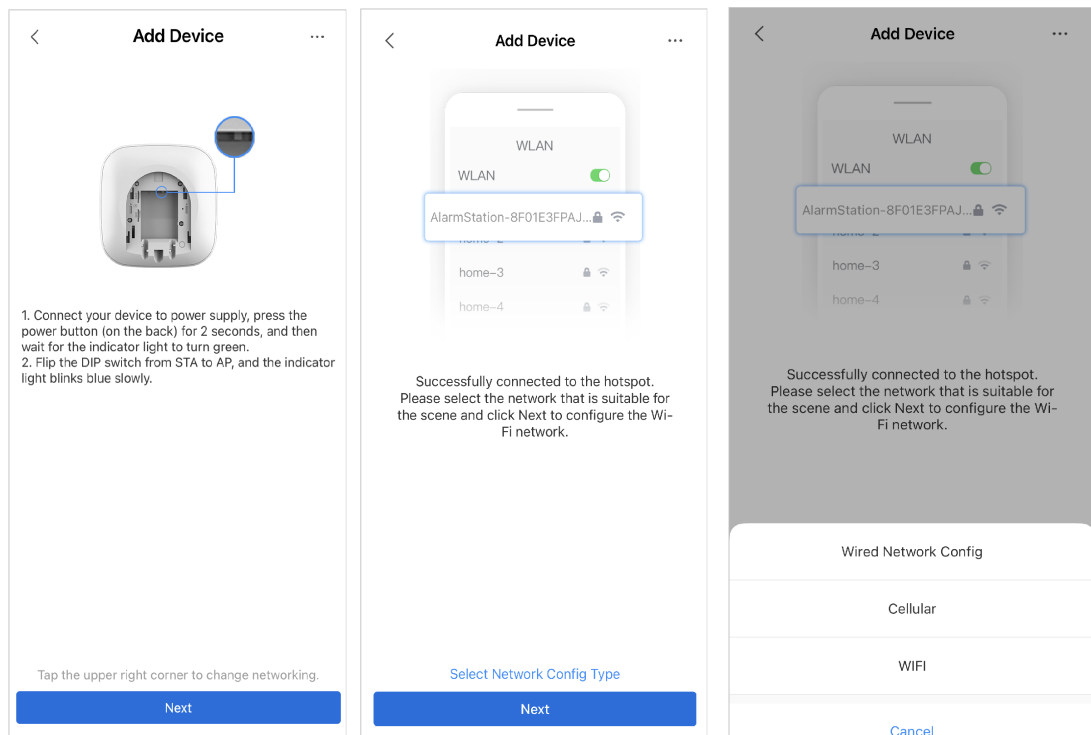 Add Device
...
1. Connect your device to power supply, press the
power button (on the back) for 2 seconds, and then
wait for the indicator light to turn green.
2. Flip the DIP switch from STA to AP, and the indicator
light blinks blue slowly.
Tap the upper right corner to change networking.
Next
Add Device
...
WLAN
WLAN
AlarmStation-8F01E3FPAJ...
home-2
home-3
home-4
Successfully connected to the hotspot.
Please select the network that is suitable for
the scene and click Next to configure the Wi-
Fi network.
Select Network Config Type
Next
Add Device
...
WLAN
WLAN
AlarmStation-8F01E3FPAJ...
home-2
home-3
home-4
Successfully connected to the hotspot.
Please select the network that is suitable for
the scene and click Next to configure the Wi-
Fi network.
Wired Network Config
Cellular
WIFI
Cancel